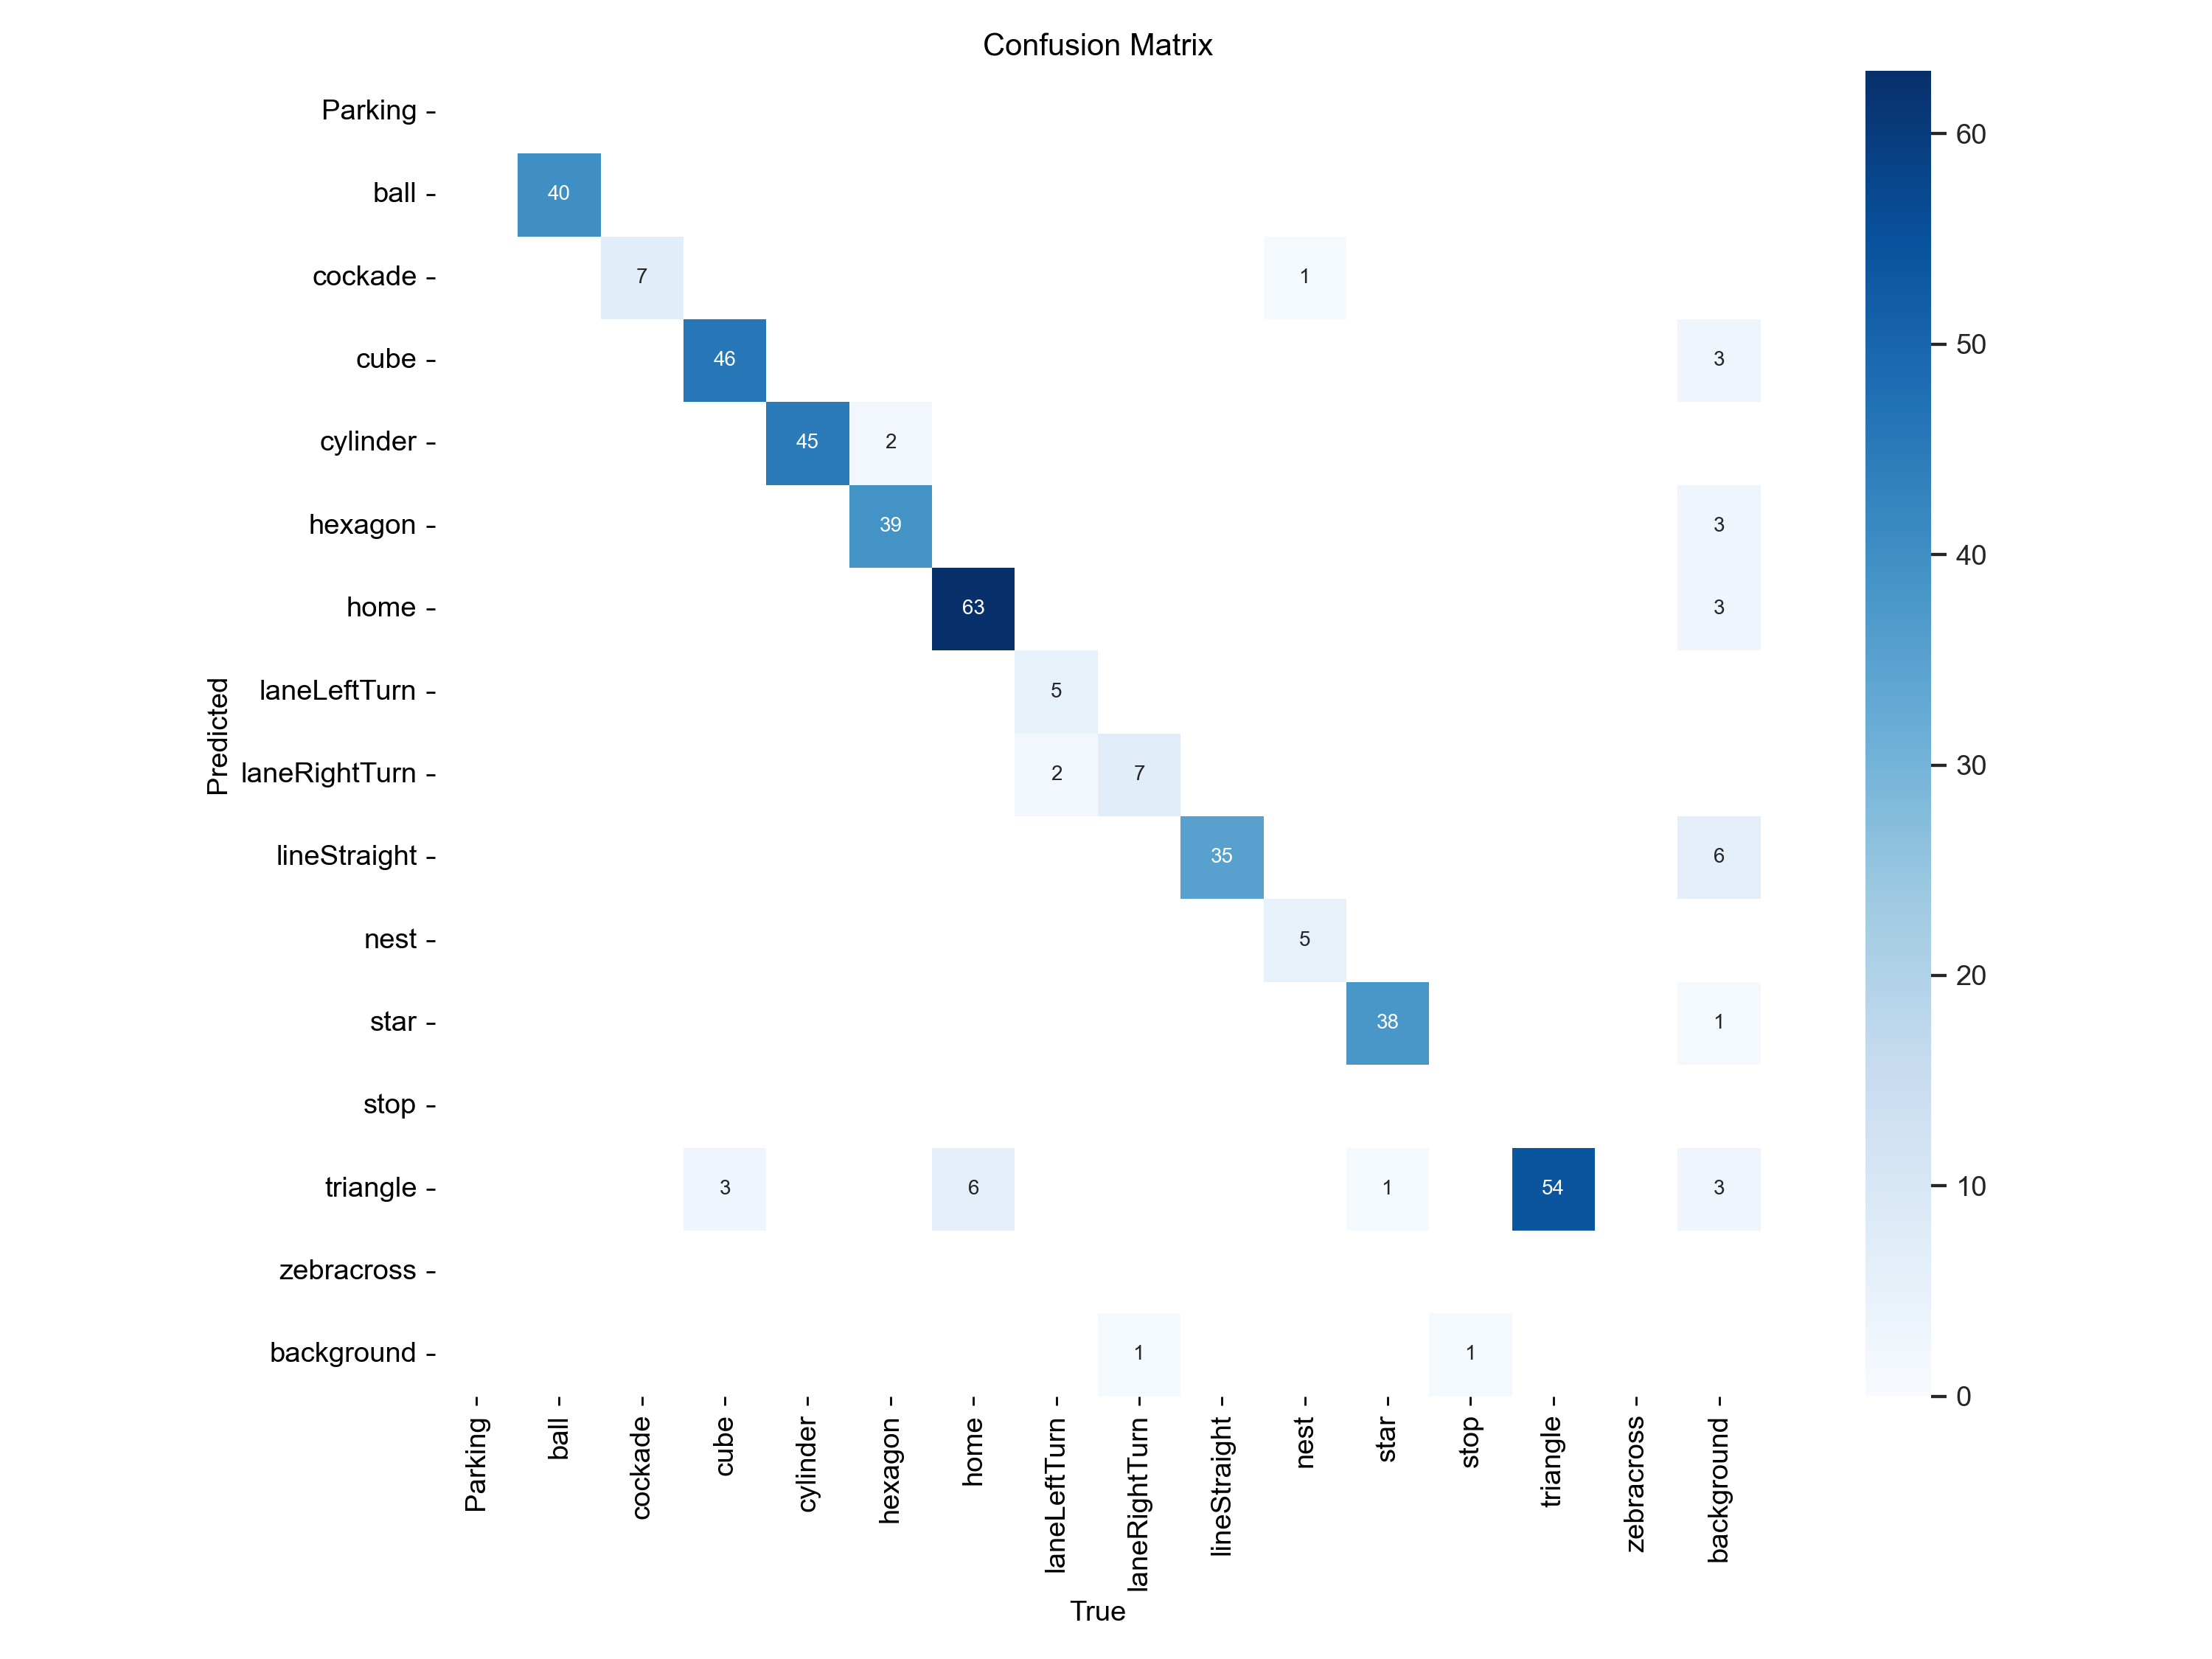 Confusion Matrix
Parking
ball 40
cockade 7 1
cube 46 3
cylinder 45 2
hexagon 39 3
home 63 3
laneLeftTurn 5
laneRightTurn 2 7
lineStraight 35 6
nest 5
star 38 1
stop
triangle 3 6 1 54 3
zebracross
background 1 1
Predicted
Parking ball cockade cube cylinder hexagon home laneLeftTurn laneRightTurn lineStraight nest star stop triangle zebracross background
True
60
50
40
30
20
10
0